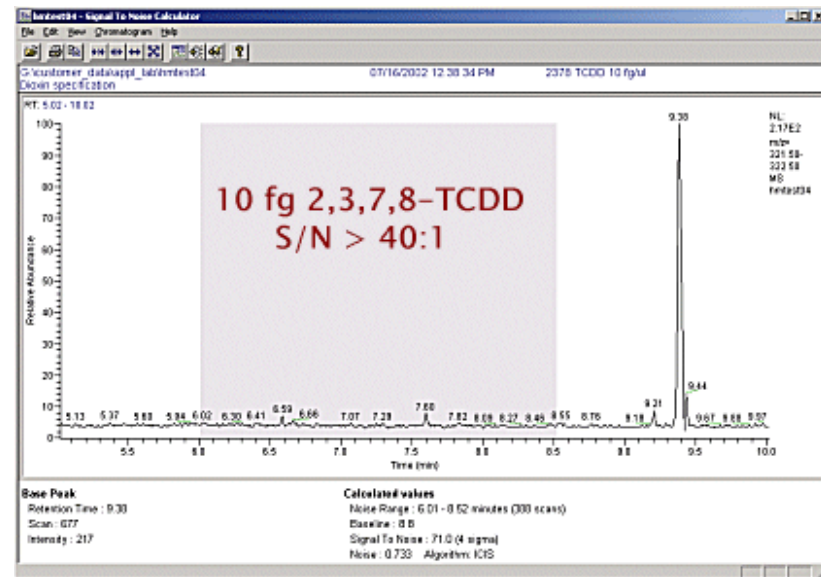 hmtest04 - Signal To Noise Calculator
File Edit View Chromatogram Help
G:\customer_data\appl_lab\hmtest04 07/16/2002 12:38:34 PM 2378 TCDD 10 fg/ul
Dioxin specification
RT: 5.02 - 10.02
NL:
2.17E2
m/z=
321.50-
322.50
MS
hmtest04
10 fg 2,3,7,8-TCDD
S/N > 40:1
Relative Abundance
100
90
80
70
60
50
40
30
20
10
0
9.38
9.44
9.21
5.13 5.37 5.60 5.84 6.02 6.30 6.41 6.59 6.66 7.07 7.29 7.60 7.82 8.09 8.27 8.46 8.55 8.76 9.18 9.67 9.88 9.97
5.5 6.0 6.5 7.0 7.5 8.0 8.5 9.0 9.5 10.0
Time (min)
Base Peak
Retention Time : 9.38
Scan : 677
Intensity : 217
Calculated values
Noise Range : 6.01 - 8.52 minutes (388 scans)
Baseline : 8.8
Signal To Noise : 71.0 (4 sigma)
Noise : 0.733 Algorithm: ICIS